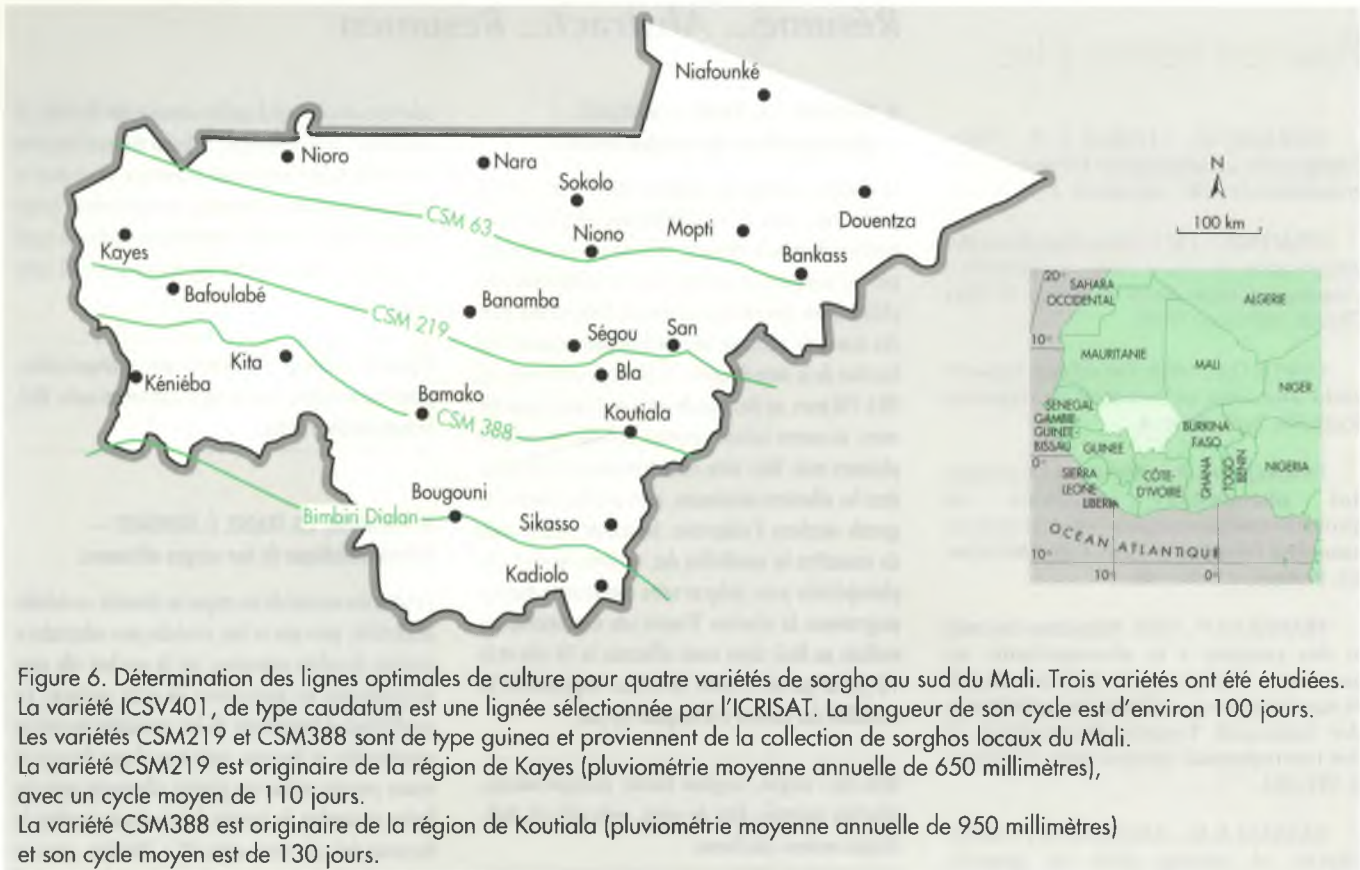 Niafounké
Nioro
Nara
Sokolo
Douentza
CSM 63
Mopti
Niono
Kayes
Bankass
Bafoulabé
Banamba
CSM 219
Ségou
San
Kita
Bla
Kéniéba
Bamako
CSM 388
Koutiala
Bougouni
Bimbiri Dialan
Sikasso
Kadiolo
N
100 km
20°
SAHARA
OCCIDENTAL
ALGERIE
10°
MAURITANIE
MALI
NIGER
SENEGAL
GAMBIE
GUINEE-
BISSAU
GUINEE
BURKINA
FASO
0°
SIERRA
LEONE
LIBERIA
CÔTE-
D'IVOIRE
GHANA
TOGO
BENIN
NIGERIA
OCEAN ATLANTIQUE
10°
10°
0°
Figure 6. Détermination des lignes optimales de culture pour quatre variétés de sorgho au sud du Mali. Trois variétés ont été étudiées.
La variété ICSV401, de type caudatum est une lignée sélectionnée par l'ICRISAT. La longueur de son cycle est d'environ 100 jours.
Les variétés CSM219 et CSM388 sont de type guinea et proviennent de la collection de sorghos locaux du Mali.
La variété CSM219 est originaire de la région de Kayes (pluviométrie moyenne annuelle de 650 millimètres),
avec un cycle moyen de 110 jours.
La variété CSM388 est originaire de la région de Koutiala (pluviométrie moyenne annuelle de 950 millimètres)
et son cycle moyen est de 130 jours.